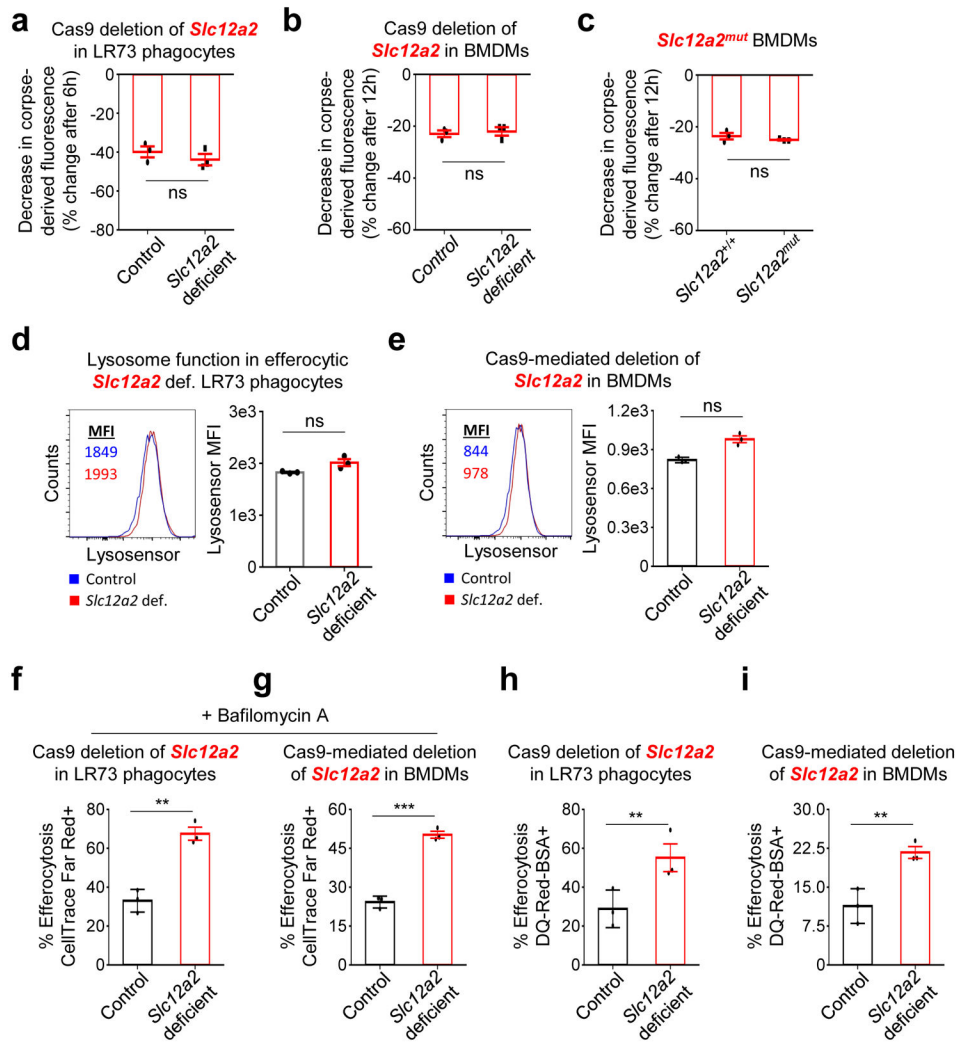 a
Cas9 deletion of Slc12a2
in LR73 phagocytes
Decrease in corpse-
derived fluorescence
(% change after 6h)
0
-20
-40
-60
-80
ns
Control
Slc12a2
deficient
b
Cas9 deletion of
Slc12a2 in BMDMs
Decrease in corpse-
derived fluorescence
(% change after 12h)
0
-20
-40
-60
ns
Control
Slc12a2
deficient
c
Slc12a2mut BMDMs
Decrease in corpse-
derived fluorescence
(% change after 12h)
0
-20
-40
-60
ns
Slc12a2+/+
Slc12a2mut
d
Lysosome function in efferocytic
Slc12a2 def. LR73 phagocytes
MFI
1849
1993
Counts
Lysosensor
Control
Slc12a2 def.
Lysosensor MFI
3e3
2e3
1e3
0
ns
Control
Slc12a2
deficient
e
Cas9-mediated deletion of
Slc12a2 in BMDMs
MFI
844
978
Counts
Lysosensor
Control
Slc12a2 def.
Lysosensor MFI
1.2e3
0.9e3
0.6e3
0.3e3
0
ns
Control
Slc12a2
deficient
f
g
+ Bafilomycin A
Cas9 deletion of Slc12a2
in LR73 phagocytes
% Efferocytosis
CellTrace Far Red+
80
60
40
20
0
**
Control
Slc12a2
deficient
Cas9-mediated deletion
of Slc12a2 in BMDMs
% Efferocytosis
CellTrace Far Red+
60
45
30
15
0
***
Control
Slc12a2
deficient
h
Cas9 deletion of Slc12a2
in LR73 phagocytes
% Efferocytosis
DQ-Red-BSA+
80
60
40
20
0
**
Control
Slc12a2
deficient
i
Cas9-mediated deletion
of Slc12a2 in BMDMs
% Efferocytosis
DQ-Red-BSA+
30.0
22.5
15.0
7.5
0
**
Control
Slc12a2
deficient